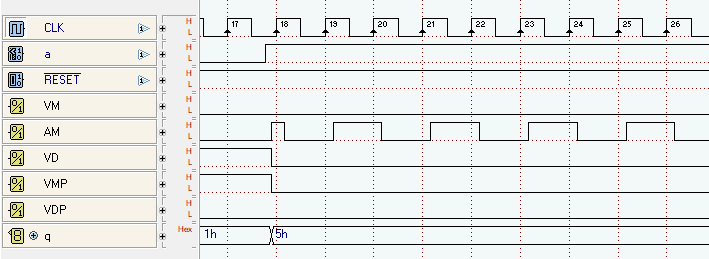 CLK H L 17 18 19 20 21 22 23 24 25 26
a H L
RESET H L
VM H L
AM H L
VD H L
VMP H L
VDP H L
q Hex 1h 5h